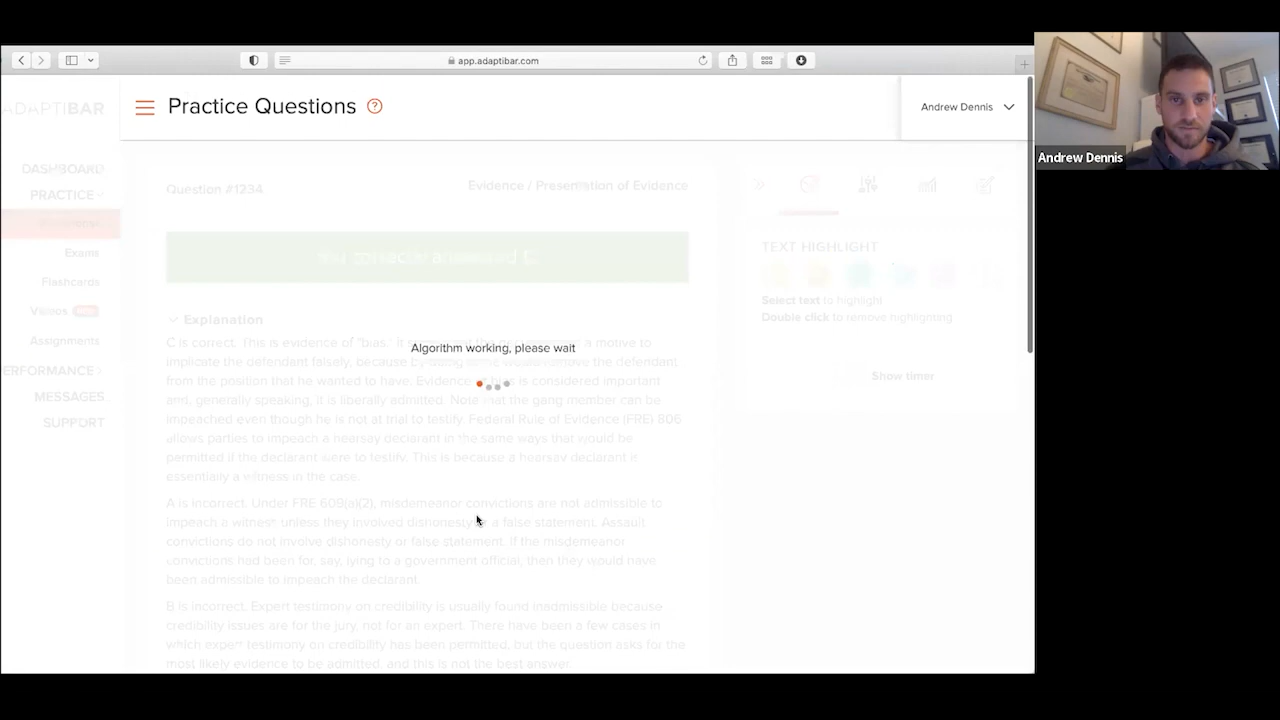 app.adaptibar.com
ADAPTIBAR
Practice Questions
Andrew Dennis
Andrew Dennis
DASHBOARD
PRACTICE
Exams
Flashcards
Videos
Assignments
PERFORMANCE
MESSAGES
SUPPORT
Question #1234
Evidence / Presentation of Evidence
Explanation
Algorithm working, please wait
C is correct. This is evidence of "bias." It a motive to
implicate the defendant falsely, because would remove the defendant
from the position that he wanted to have. Evidence of bias is considered important
and, generally speaking, it is liberally admitted. Note that the gang member can be
impeached even though he is not at trial to testify. Federal Rule of Evidence (FRE) 806
allows parties to impeach a hearsay declarant in the same ways that would be
permitted if the declarant were to testify. This is because a hearsay declarant is
essentially a witness in the case.
A is incorrect. Under FRE 609(a)(2), misdemeanor convictions are not admissible to
impeach a witness unless they involved dishonesty or a false statement. Assault
convictions do not involve dishonesty or false statement. If the misdemeanor
convictions had been for, say, lying to a government official, then they would have
been admissible to impeach the declarant.
B is incorrect. Expert testimony on credibility is usually found inadmissible because
credibility issues are for the jury, not for an expert. There have been a few cases in
which expert testimony on credibility has been permitted, but the question asks for the
most likely evidence to be admitted, and this is not the best answer.
TEXT HIGHLIGHT
Select text to highlight
Double click to remove highlighting
Show timer